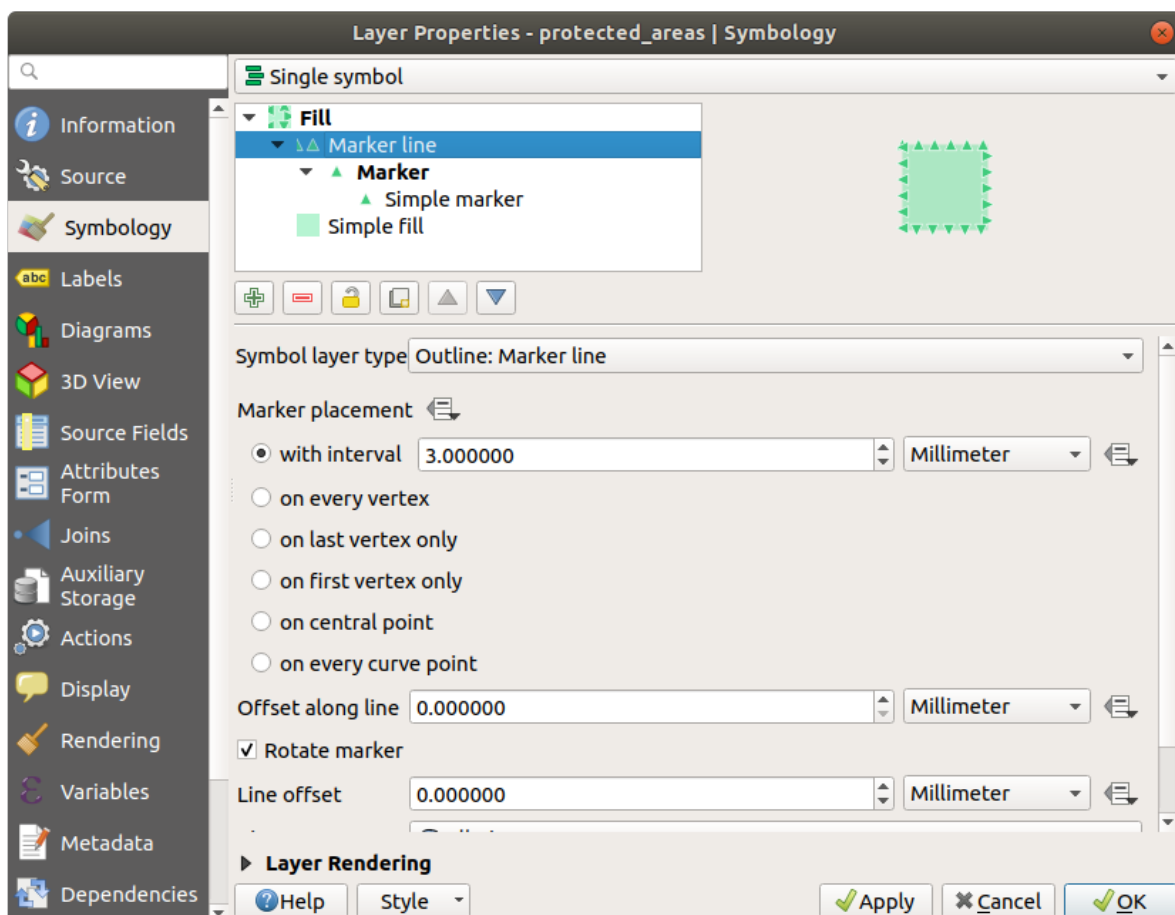 Layer Properties - protected_areas | Symbology
Single symbol
Information
Source
Symbology
abc Labels
Diagrams
3D View
Source Fields
Attributes
Form
Joins
Auxiliary
Storage
Actions
Display
Rendering
Variables
Metadata
Dependencies
Fill
Marker line
Marker
Simple marker
Simple fill
Symbol layer type Outline: Marker line
Marker placement
with interval 3.000000 Millimeter
on every vertex
on last vertex only
on first vertex only
on central point
on every curve point
Offset along line 0.000000 Millimeter
Rotate marker
Line offset 0.000000 Millimeter
Layer Rendering
Help Style Apply Cancel OK